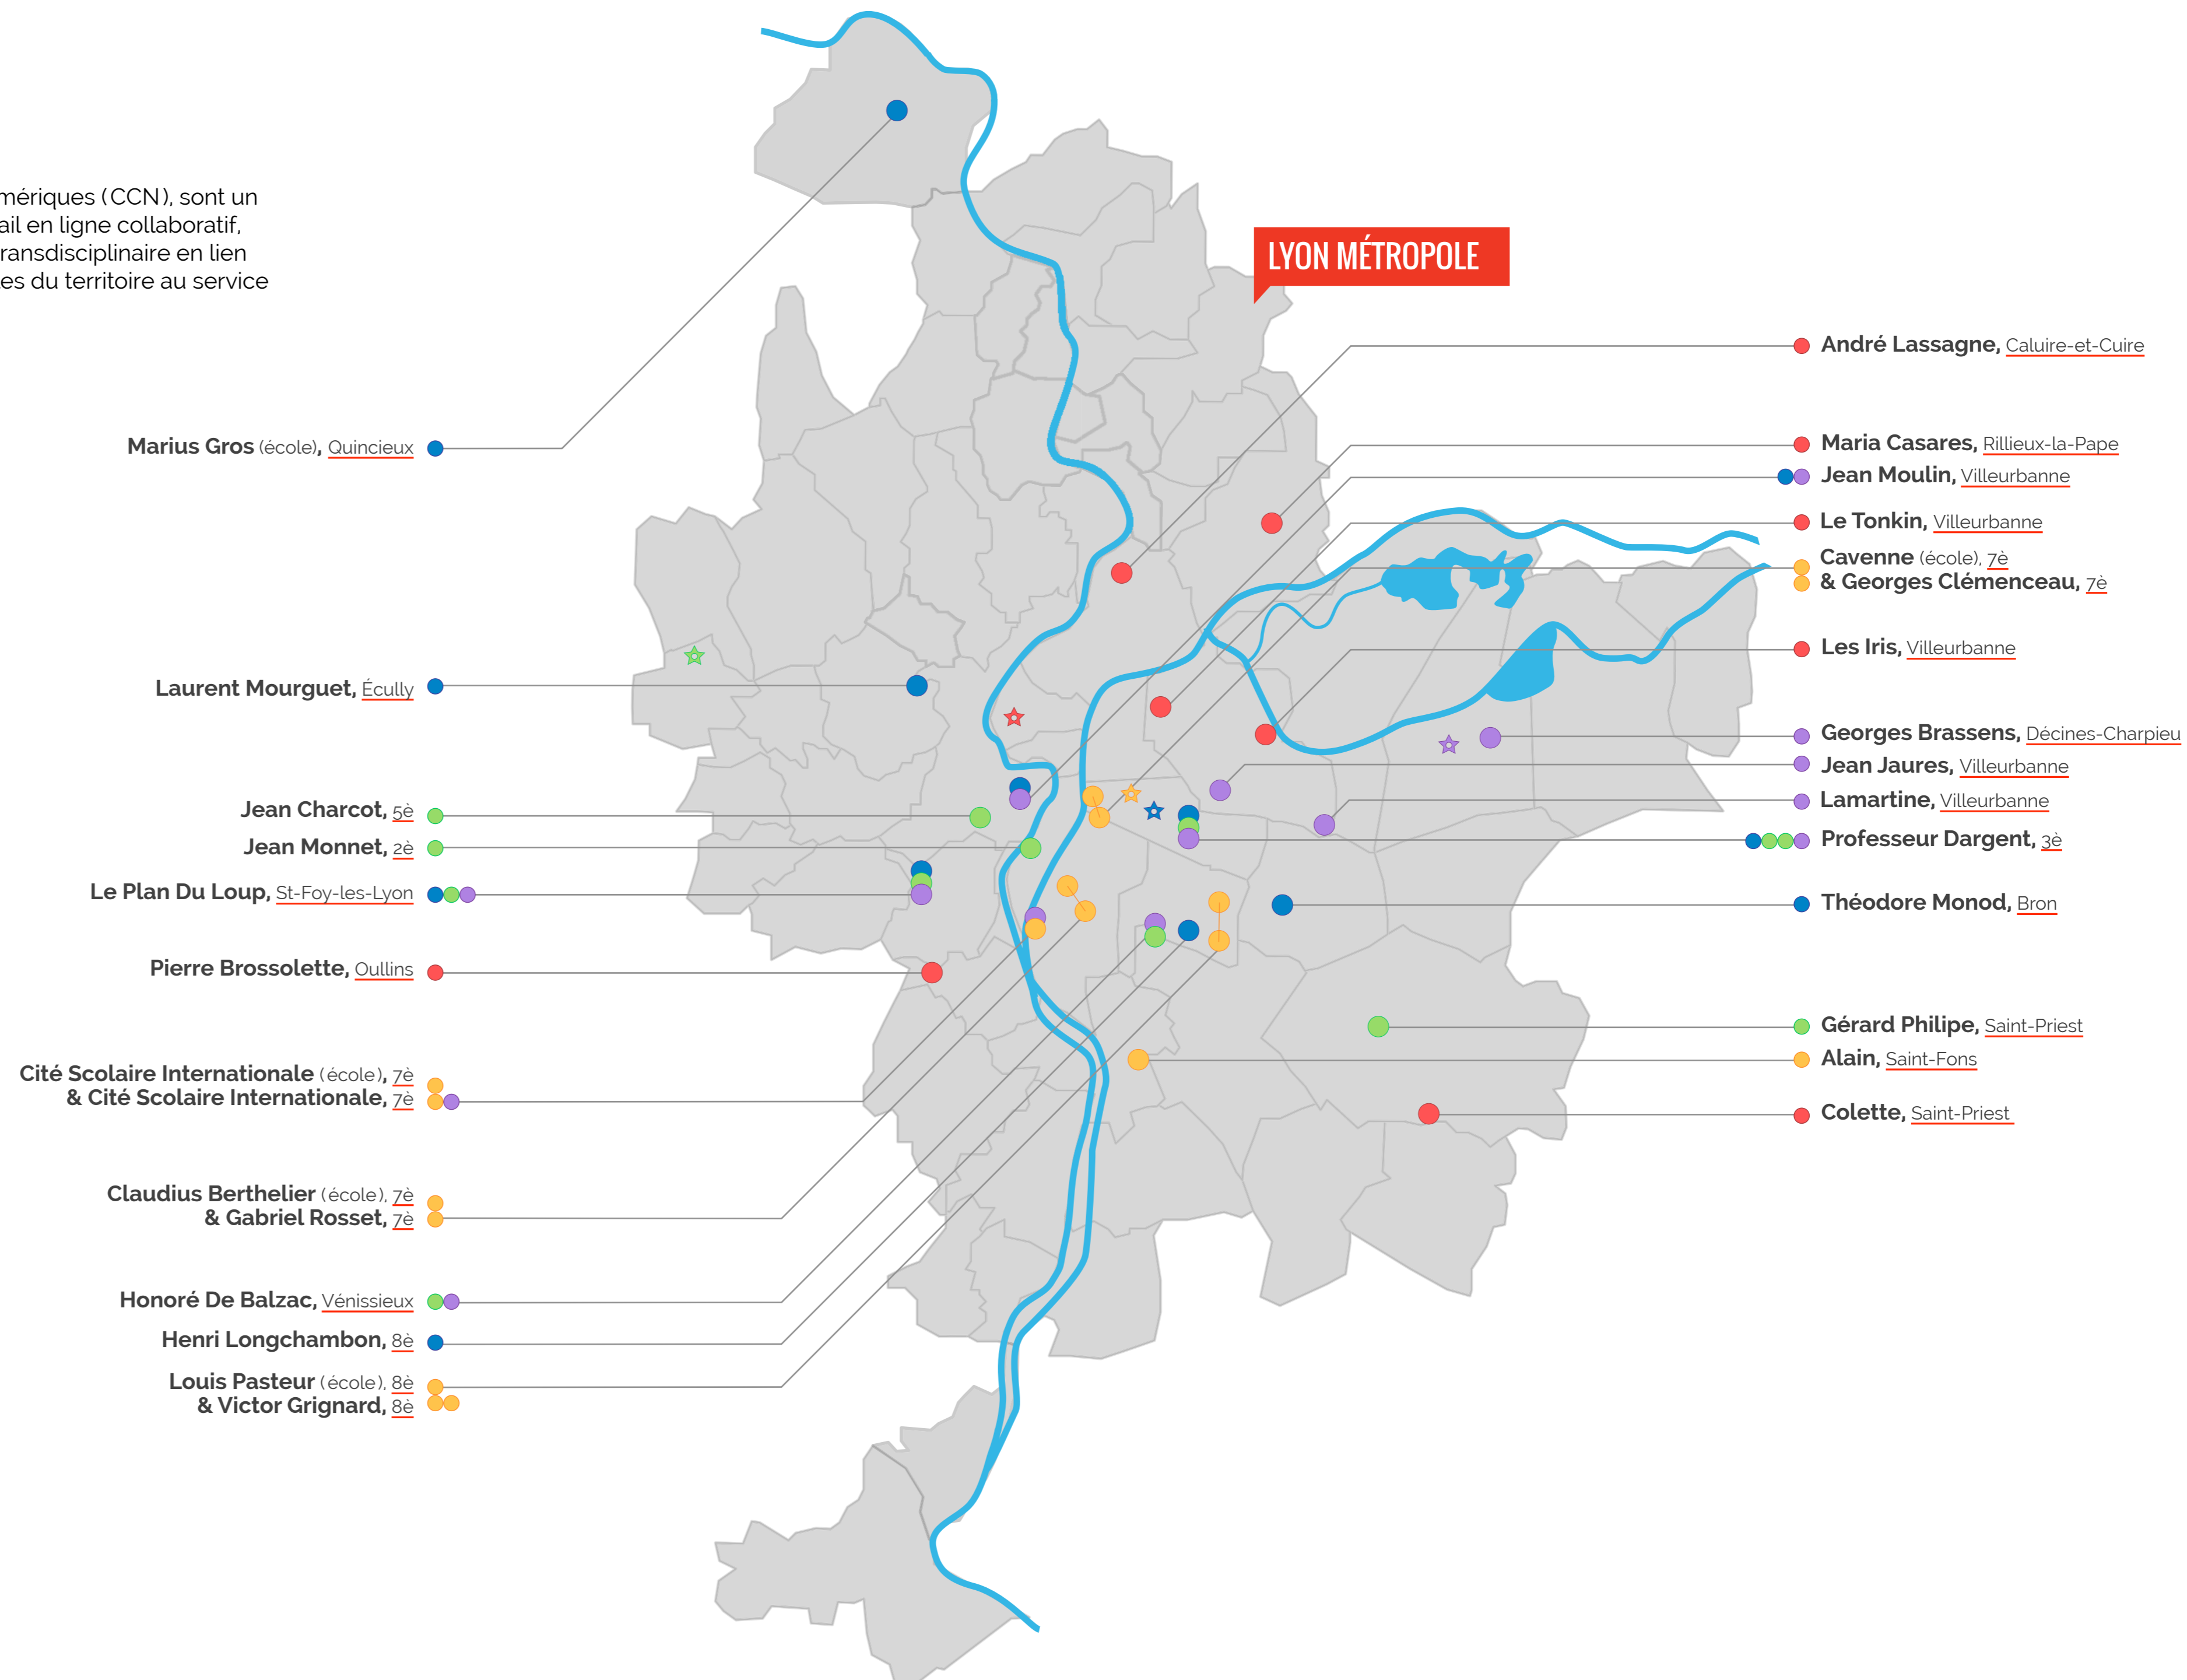 mériques (CCN), sont un
ail en ligne collaboratif,
ransdisciplinaire en lien
es du territoire au service
LYON MÉTROPOLE
Marius Gros (école), Quincieux
Laurent Mourguet, Écully
Jean Charcot, 5è
Jean Monnet, 2è
Le Plan Du Loup, St-Foy-les-Lyon
Pierre Brossolette, Oullins
Cité Scolaire Internationale (école), 7è
& Cité Scolaire Internationale, 7è
Claudius Berthelier (école), 7è
& Gabriel Rosset, 7è
Honoré De Balzac, Vénissieux
Henri Longchambon, 8è
Louis Pasteur (école), 8è
& Victor Grignard, 8è
André Lassagne, Caluire-et-Cuire
Maria Casares, Rillieux-la-Pape
Jean Moulin, Villeurbanne
Le Tonkin, Villeurbanne
Cavenne (école), 7è
& Georges Clémenceau, 7è
Les Iris, Villeurbanne
Georges Brassens, Décines-Charpieu
Jean Jaures, Villeurbanne
Lamartine, Villeurbanne
Professeur Dargent, 3è
Théodore Monod, Bron
Gérard Philipe, Saint-Priest
Alain, Saint-Fons
Colette, Saint-Priest